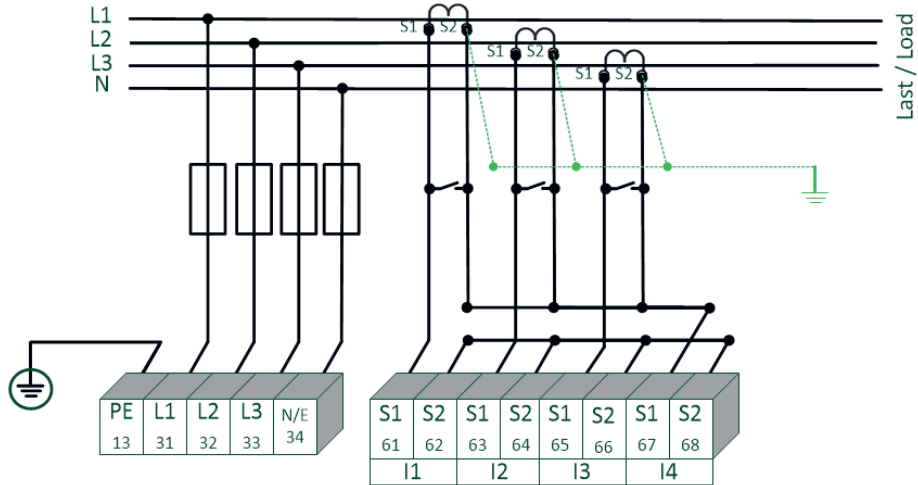 L1
L2
L3
N
S1 S2
S1 S2
S1 S2
Last / Load
PE L1 L2 L3 N/E
13 31 32 33 34
S1 S2 S1 S2 S1 S2 S1 S2
61 62 63 64 65 66 67 68
I1 I2 I3 I4